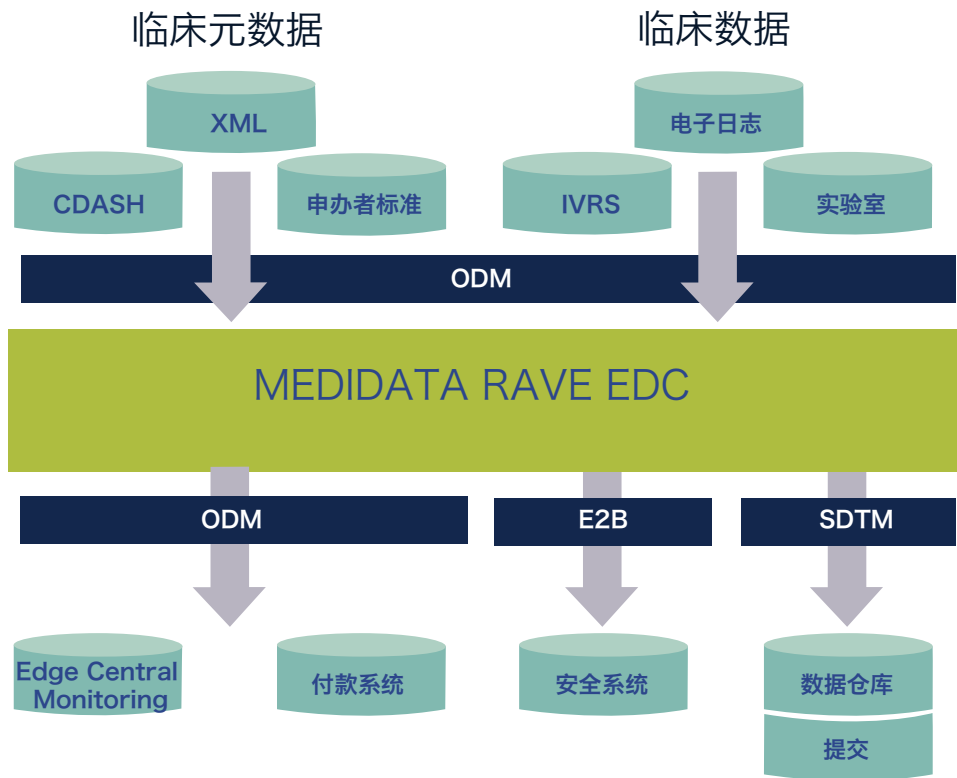 临床元数据
临床数据
XML
电子日志
CDASH
申办者标准
IVRS
实验室
ODM
MEDIDATA RAVE EDC
ODM
E2B
SDTM
Edge Central
Monitoring
付款系统
安全系统
数据仓库
提交